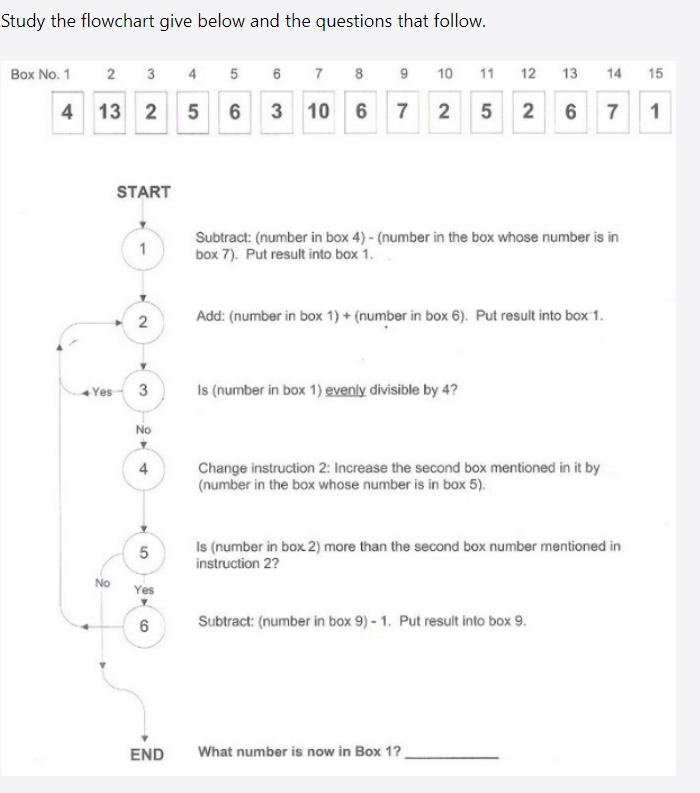 Study the flowchart give below and the questions that follow.
Box No. 1 2 3 4 5 6 7 8 9 10 11 12 13 14 15
4 13 2 5 6 3 10 6 7 2 5 2 6 7 1
START
1 Subtract: (number in box 4) - (number in the box whose number is in
box 7). Put result into box 1.
2 Add: (number in box 1) + (number in box 6). Put result into box 1.
Yes 3 Is (number in box 1) evenly divisible by 4?
No
4 Change instruction 2: Increase the second box mentioned in it by
(number in the box whose number is in box 5).
5 Is (number in box 2) more than the second box number mentioned in
instruction 2?
No Yes
6 Subtract: (number in box 9) - 1. Put result into box 9.
END What number is now in Box 1?